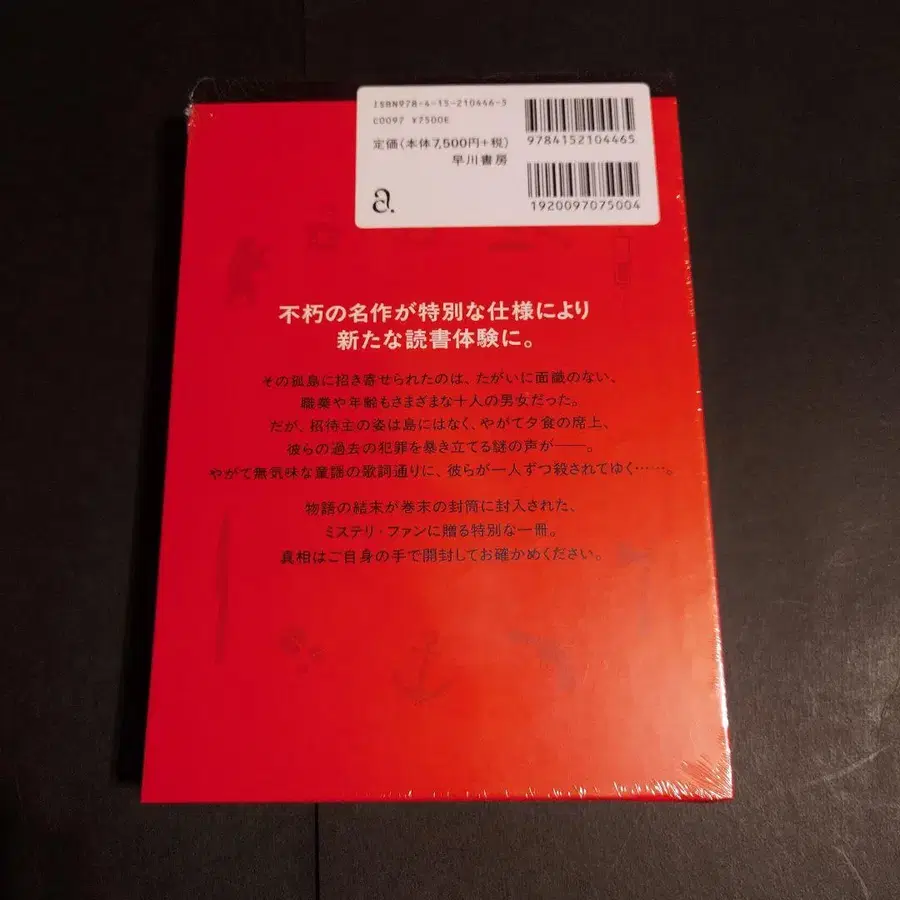 ISBN978-4-15-210446-5
C0097 ¥7500E
定価(本体7,500円+税)
早川書房
a.
9784152104465
1920097075004
不朽の名作が特別な仕様により
新たな読書体験に。
その孤島に招き寄せられたのは、たがいに面識のない、
職業や年齢もさまざまな十人の男女だった。
だが、招待主の姿は島にはなく、やがて夕食の席上、
彼らの過去の犯罪を暴き立てる謎の声が――。
やがて無気味な童謡の歌詞通りに、彼らが一人ずつ殺されてゆく……。
物語の結末が巻末の封筒に封入された、
ミステリ・ファンに贈る特別な一冊。
真相はご自身の手で開封してお確かめください。